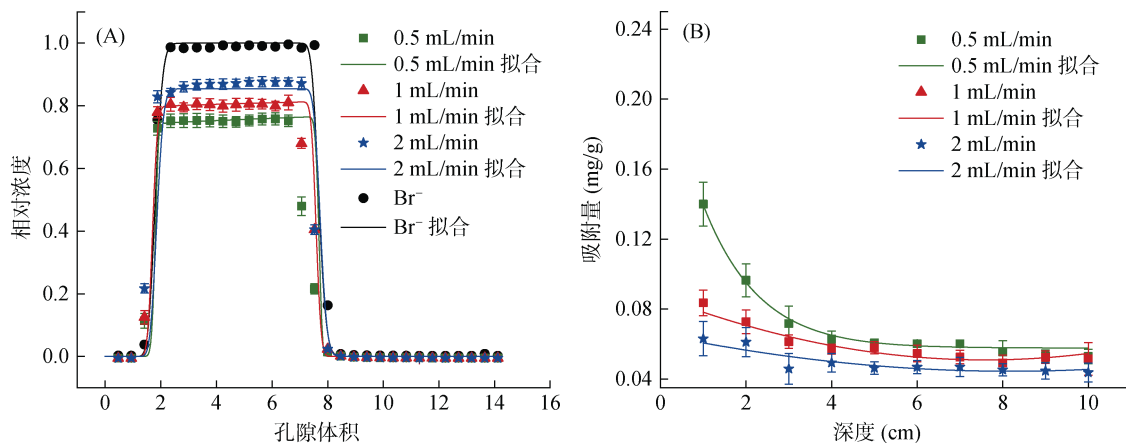 (A)
0.5 mL/min
0.5 mL/min 拟合
1 mL/min
1 mL/min 拟合
2 mL/min
2 mL/min 拟合
Br⁻
Br⁻ 拟合
相对浓度
1.0
0.8
0.6
0.4
0.2
0.0
0 2 4 6 8 10 12 14 16
孔隙体积
(B)
0.5 mL/min
0.5 mL/min 拟合
1 mL/min
1 mL/min 拟合
2 mL/min
2 mL/min 拟合
吸附量 (mg/g)
0.24
0.20
0.16
0.12
0.08
0.04
0 2 4 6 8 10
深度 (cm)